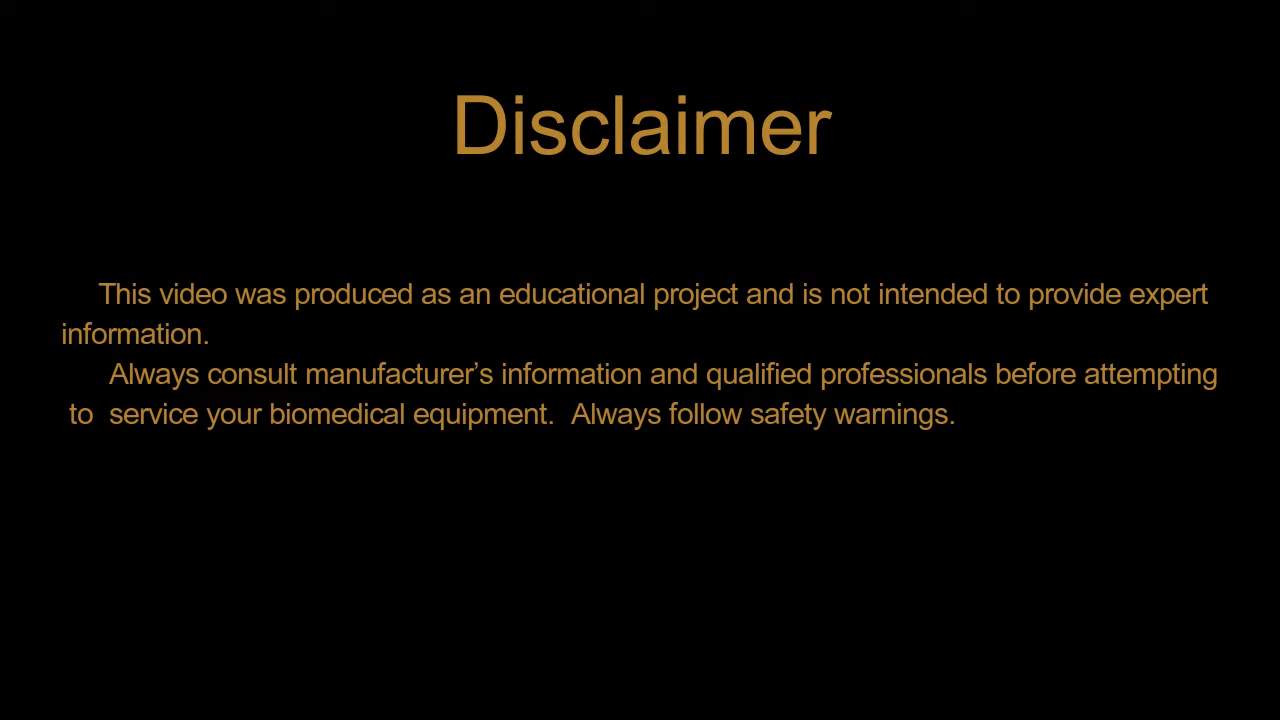 Disclaimer
This video was produced as an educational project and is not intended to provide expert
information.
Always consult manufacturer’s information and qualified professionals before attempting
to  service your biomedical equipment.  Always follow safety warnings.